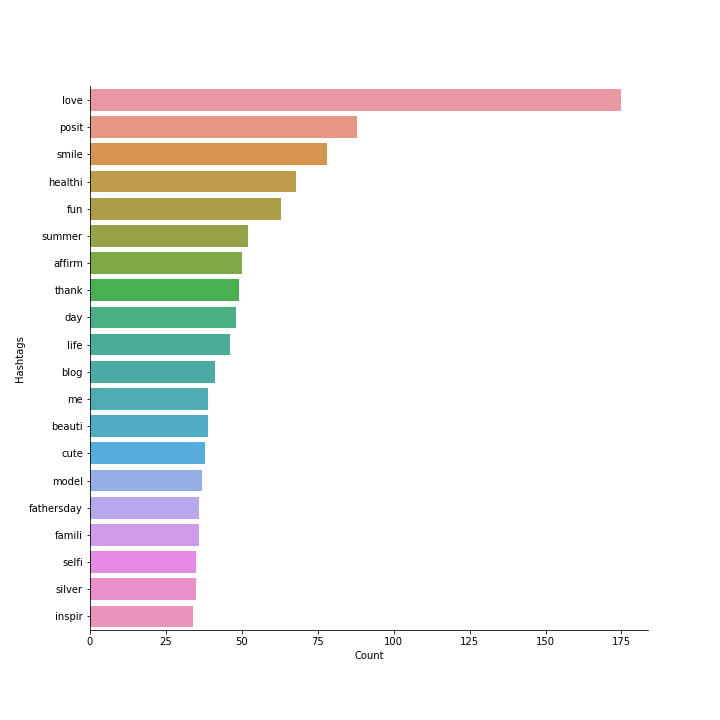 love
posit
smile
healthi
fun
summer
affirm
thank
day
life
blog
me
beauti
cute
model
fathersday
famili
selfi
silver
inspir
Hashtags
0 25 50 75 100 125 150 175
Count